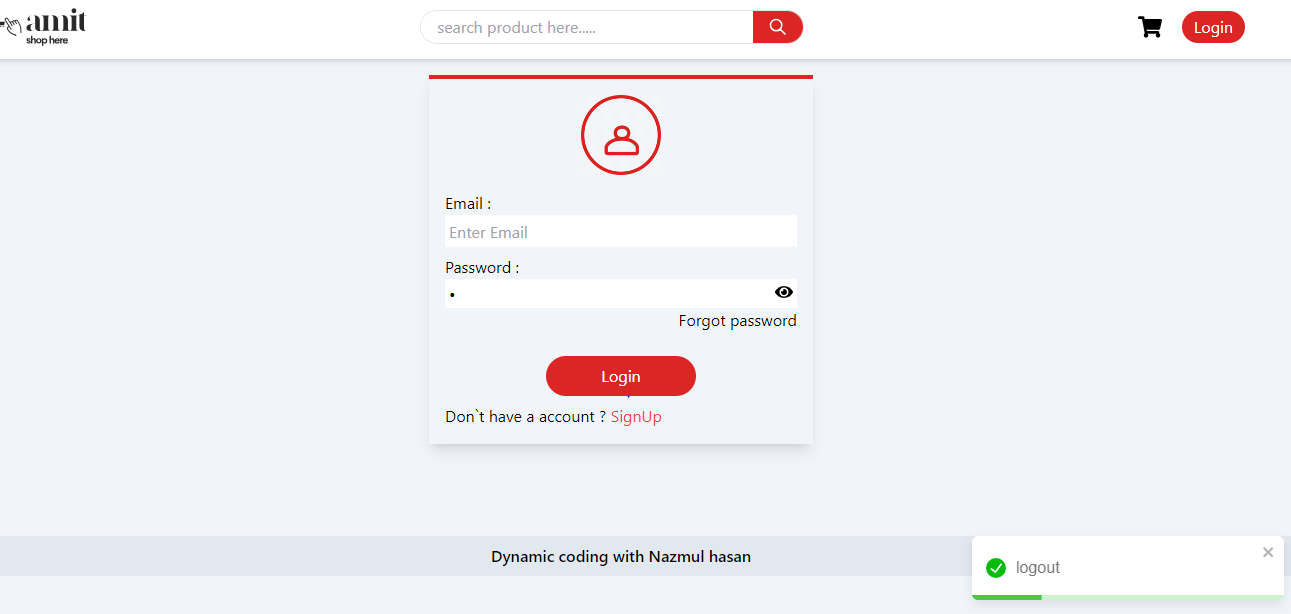 amit
shop here
search product here.....
Login
Email :
Enter Email
Password :
•
Forgot password
Login
Don`t have a account ? SignUp
Dynamic coding with Nazmul hasan
logout